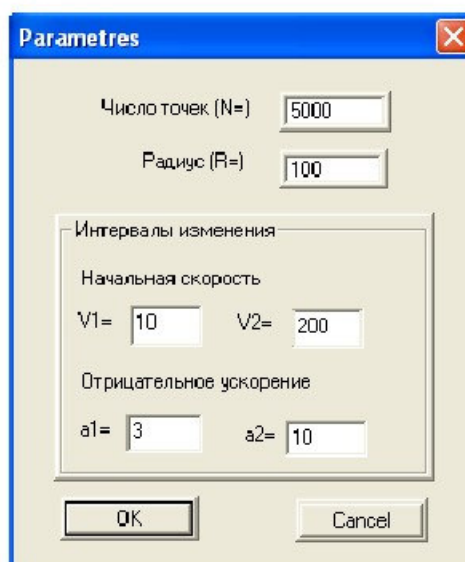 Parametres
Число точек (N=) 5000
Радиус (R=) 100
Интервалы изменения
Начальная скорость
V1= 10 V2= 200
Отрицательное ускорение
a1= 3 a2= 10
OK Cancel